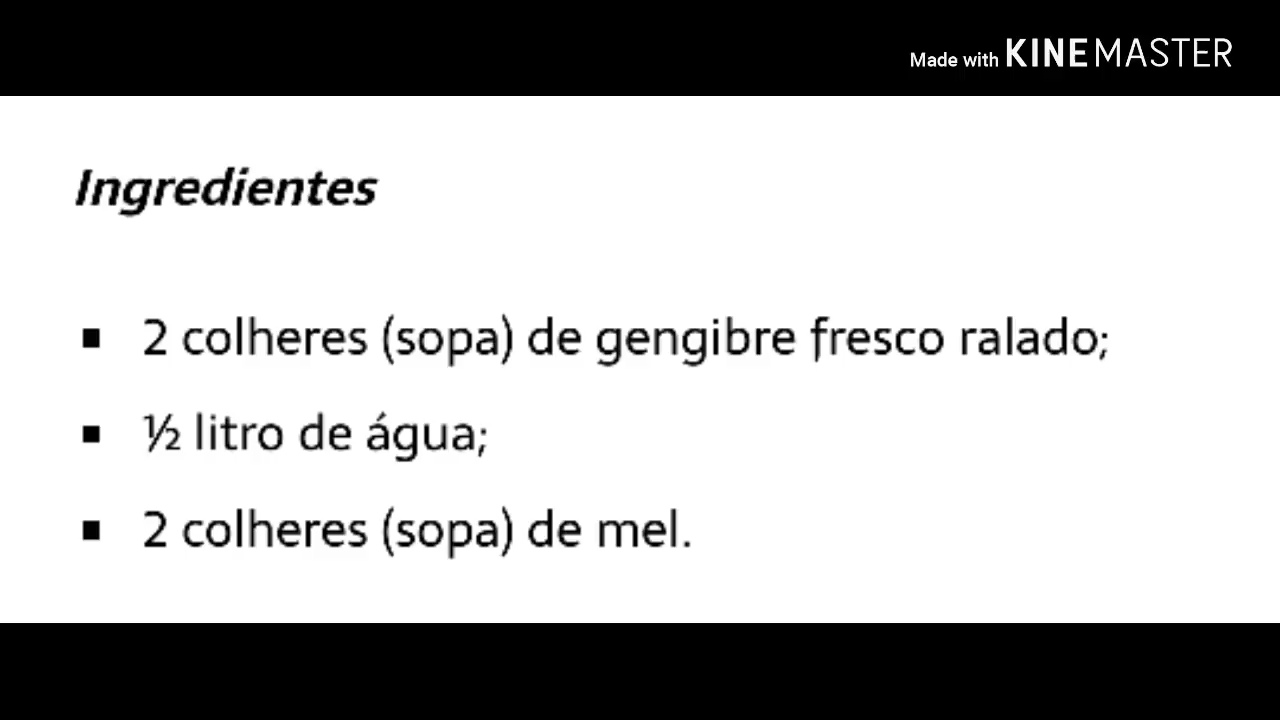 Made with KINEMASTER
Ingredientes
▪ 2 colheres (sopa) de gengibre fresco ralado;
▪ ½ litro de água;
▪ 2 colheres (sopa) de mel.